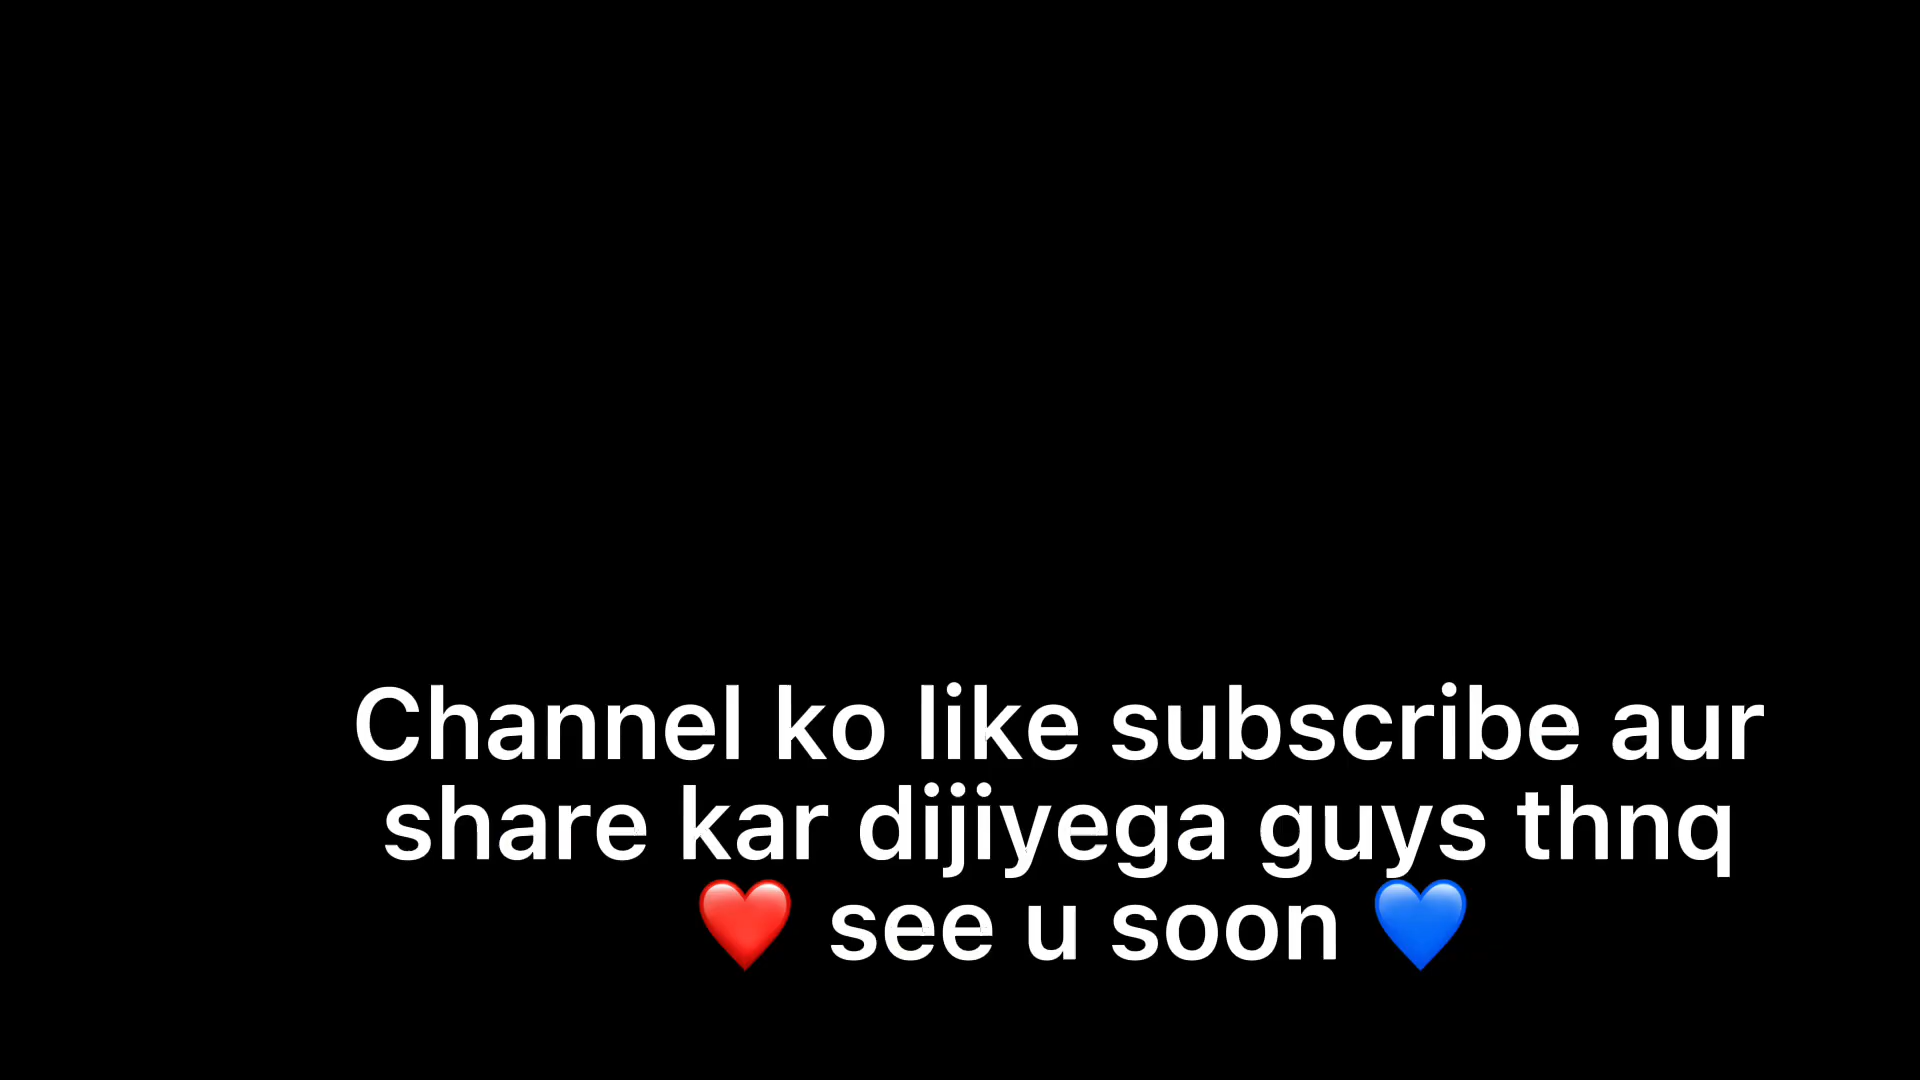 Channel ko like subscribe aur
share kar dijiyega guys thnq
❤️ see u soon 💙